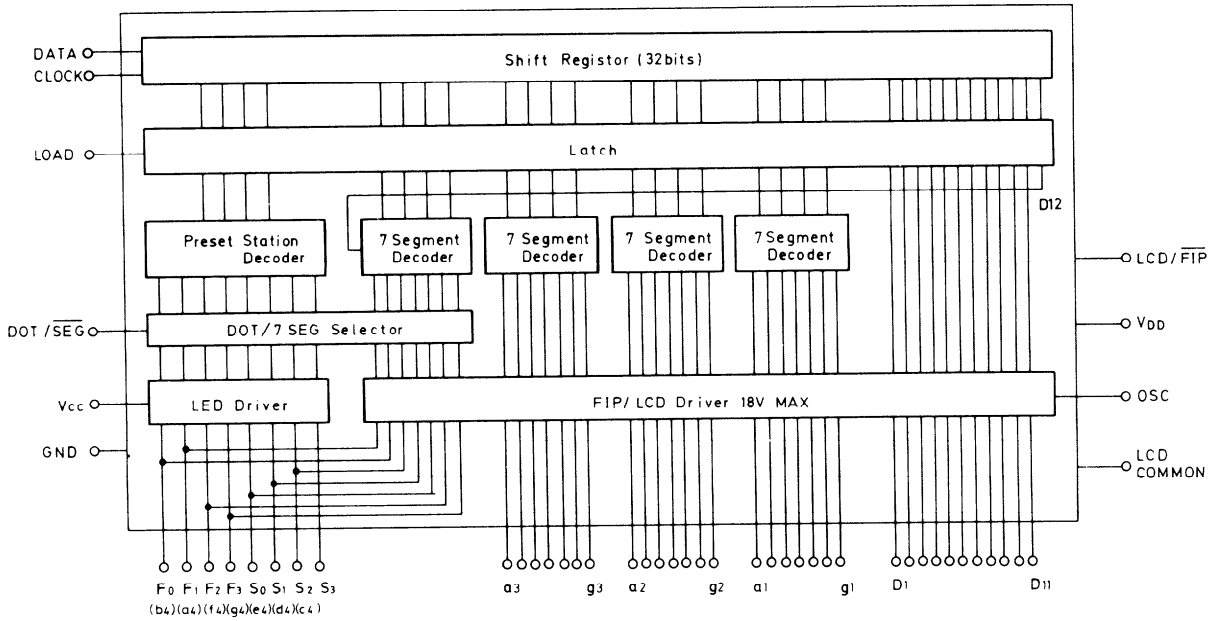 DATA
CLOCK
Shift Registor (32bits)
LOAD
Latch
D12
Preset Station
Decoder
7 Segment
Decoder
7 Segment
Decoder
7 Segment
Decoder
7 Segment
Decoder
LCD/F̅I̅P̅
DOT/S̅E̅G̅
DOT/7 SEG Selector
VDD
Vcc
LED Driver
FIP/LCD Driver 18V MAX
OSC
GND
LCD
COMMON
F0 F1 F2 F3 S0 S1 S2 S3
(b4)(a4)(f4)(g4)(e4)(d4)(c4)
a3 g3 a2 g2 a1 g1 D1 D11